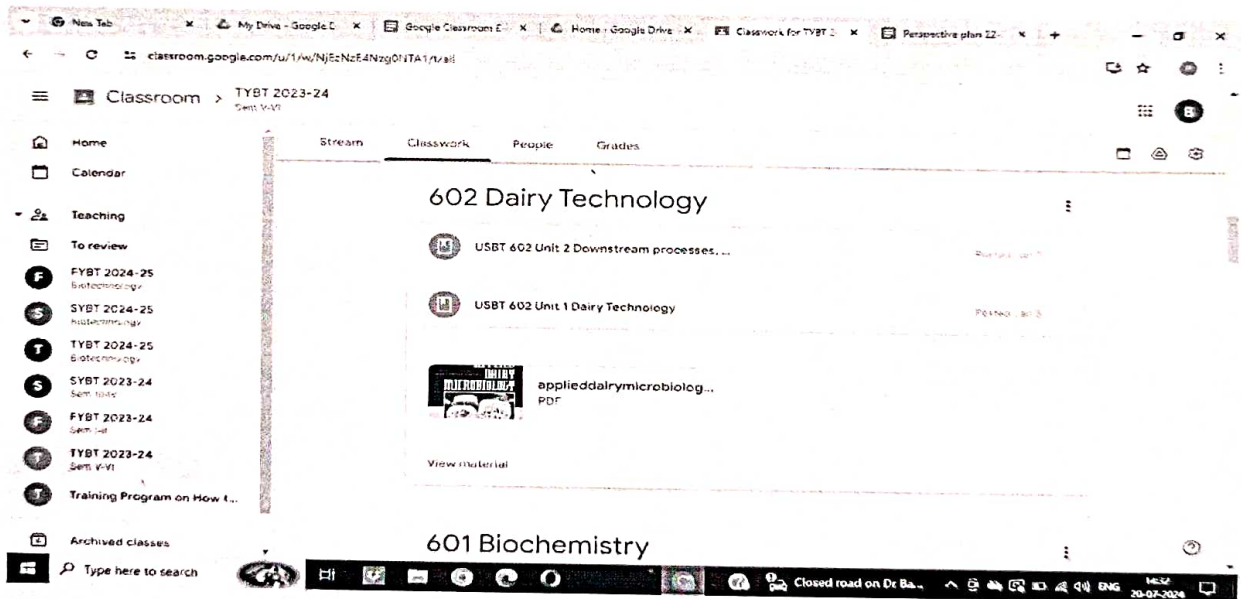 New Tab
My Drive - Google D
Google Classroom E
Home - Google Drive
Classwork for TYBT 2
Perspective plan 22-
classroom.google.com/u/1/w/NjEzNzE4Nzg0NTA1/t/all
Classroom > TYBT 2023-24
Sem V-VI
B
Home
Calendar
Teaching
To review
F FYBT 2024-25
Biotechnology
S SYBT 2024-25
Biotechnology
T TYBT 2024-25
Biotechnology
S SYBT 2023-24
F FYBT 2023-24
T TYBT 2023-24
Sem V-VI
T Training Program on How t...
Archived classes
Stream Classwork People Grades
602 Dairy Technology
USBT 602 Unit 2 Downstream processes, ...
USBT 602 Unit 1 Dairy Technology
DAIRY
MICROBIOLOGY
applieddairymicrobiolog...
PDF
View material
601 Biochemistry
Type here to search
Closed road on Dr Ba...
ENG
14:32
20-07-2024